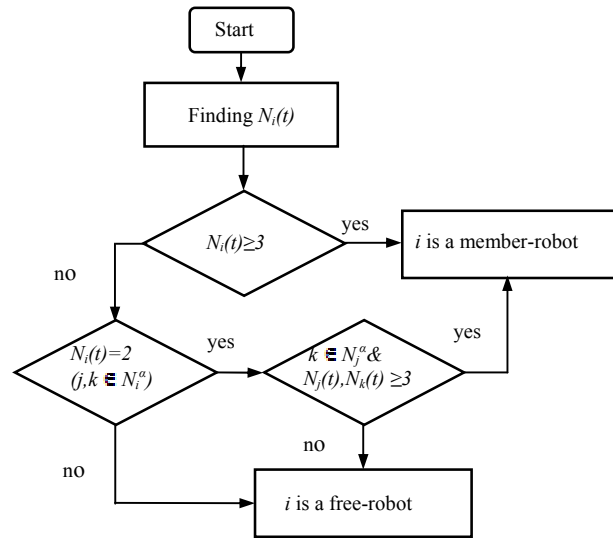 Start
Finding N_i(t)
N_i(t)≥3
yes
i is a member-robot
no
N_i(t)=2
(j,k ∈ N_i^α)
yes
k ∈ N_j^α &
N_j(t),N_k(t) ≥3
yes
no
no
i is a free-robot